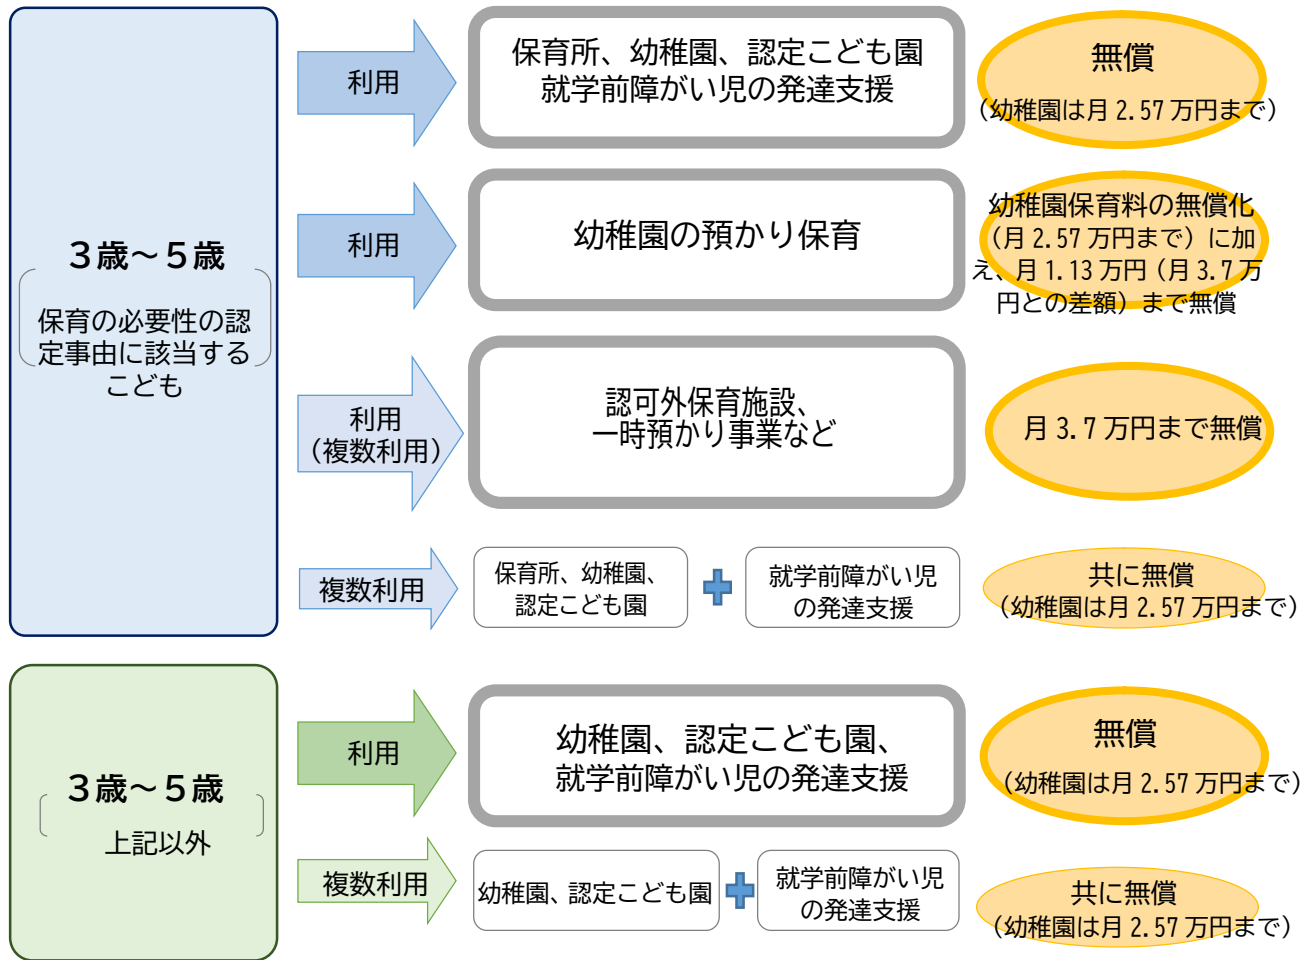 ３歳～５歳
保育の必要性の認
定事由に該当する
こども
利用
保育所、幼稚園、認定こども園
就学前障がい児の発達支援
無償
（幼稚園は月 2.57 万円まで）
利用
幼稚園の預かり保育
幼稚園保育料の無償化
（月 2.57 万円まで）に加
え、月 1.13 万円（月 3.7 万
円との差額）まで無償
利用
（複数利用）
認可外保育施設、
一時預かり事業など
月 3.7 万円まで無償
複数利用
保育所、幼稚園、
認定こども園
就学前障がい児
の発達支援
共に無償
（幼稚園は月 2.57 万円まで）
３歳～５歳
上記以外
利用
幼稚園、認定こども園、
就学前障がい児の発達支援
無償
（幼稚園は月 2.57 万円まで）
複数利用
幼稚園、認定こども園
就学前障がい児
の発達支援
共に無償
（幼稚園は月 2.57 万円まで）